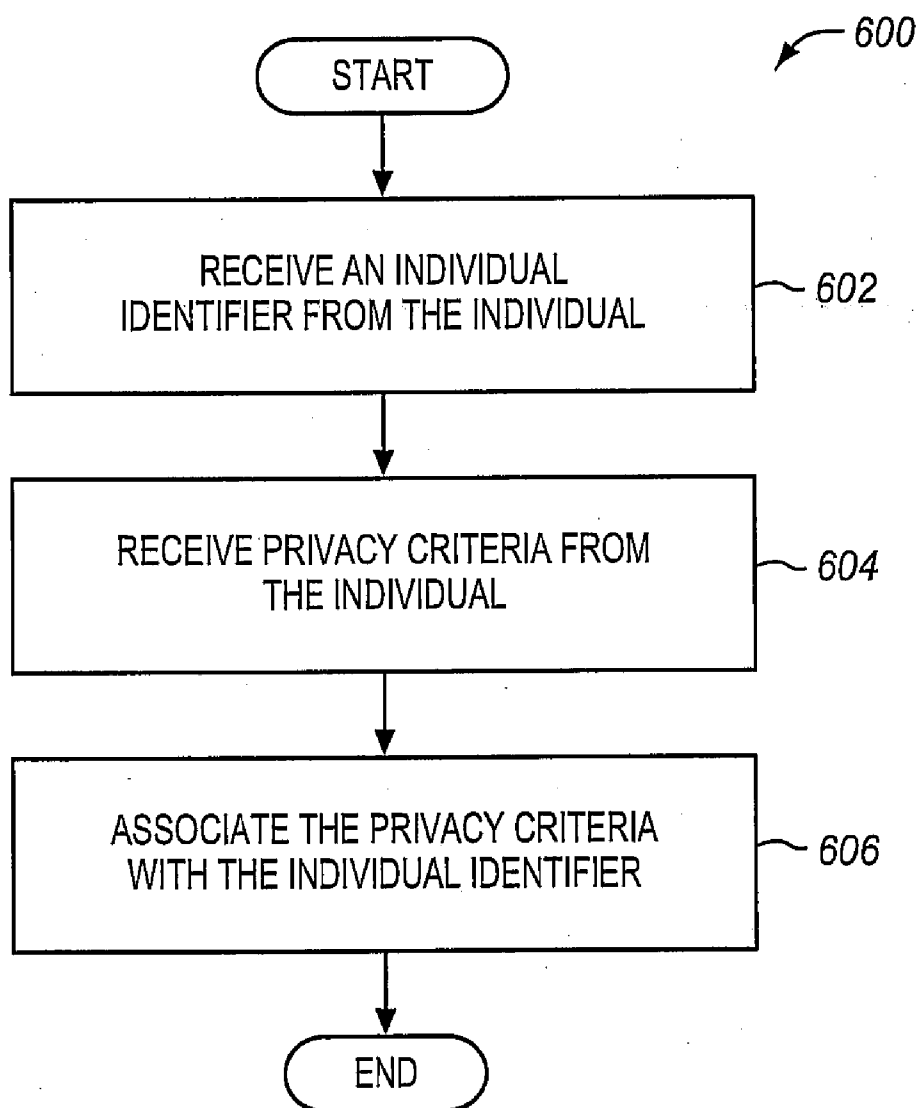 600
START
RECEIVE AN INDIVIDUAL
IDENTIFIER FROM THE INDIVIDUAL
602
RECEIVE PRIVACY CRITERIA FROM
THE INDIVIDUAL
604
ASSOCIATE THE PRIVACY CRITERIA
WITH THE INDIVIDUAL IDENTIFIER
606
END